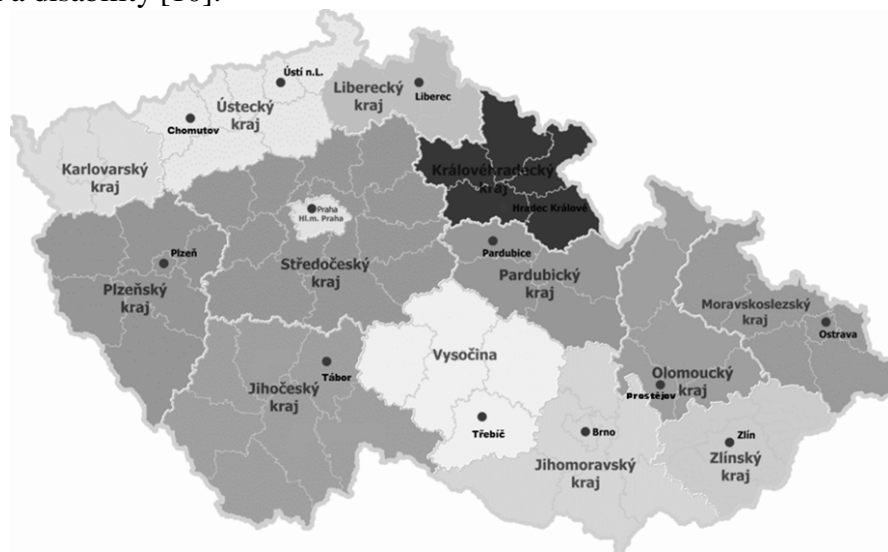 a disability [10].
Ústí n.L.
Liberecký
kraj
Liberec
Ústecký
kraj
Chomutov
Karlovarský
kraj
Královéhradecký
kraj
Hradec Králové
Praha
Hl.m. Praha
Plzeň
Plzeňský
kraj
Středočeský
kraj
Pardubice
Pardubický
kraj
Moravskoslezský
kraj
Ostrava
Vysočina
Jihočeský
kraj
Tábor
Olomoucký
kraj
Prostějov
Třebíč
Brno
Jihomoravský
kraj
Zlín
Zlínský
kraj